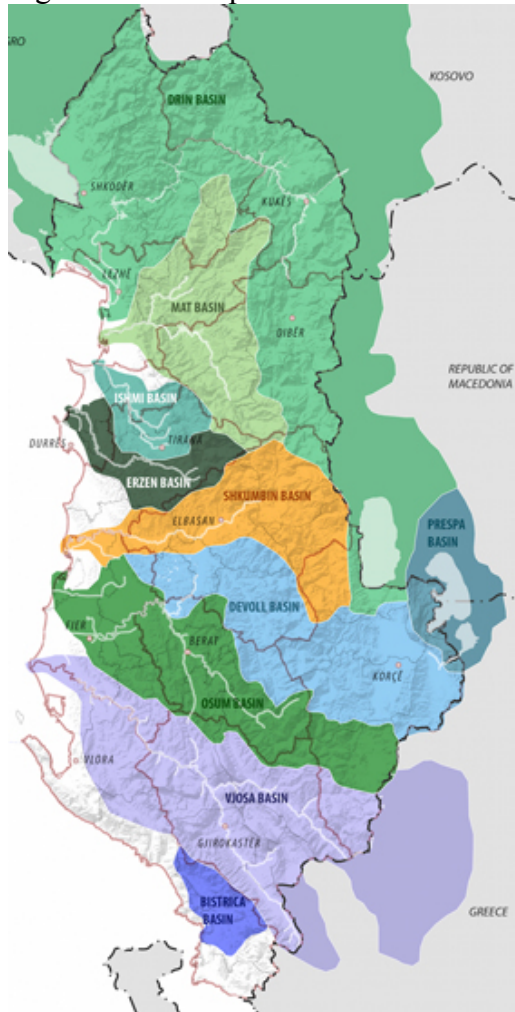 GRO
KOSOVO
DRIN BASIN
SHKODËR
KUKËS
LEZHË
MAT BASIN
DIBËR
REPUBLIC OF
MACEDONIA
ISHMI BASIN
DURRËS
TIRANA
ERZEN BASIN
SHKUMBIN BASIN
ELBASAN
PRESPA
BASIN
DEVOLL BASIN
FIER
BERAT
KORÇË
OSUM BASIN
VLORA
VJOSA BASIN
GJIROKASTËR
BISTRICA
BASIN
GREECE